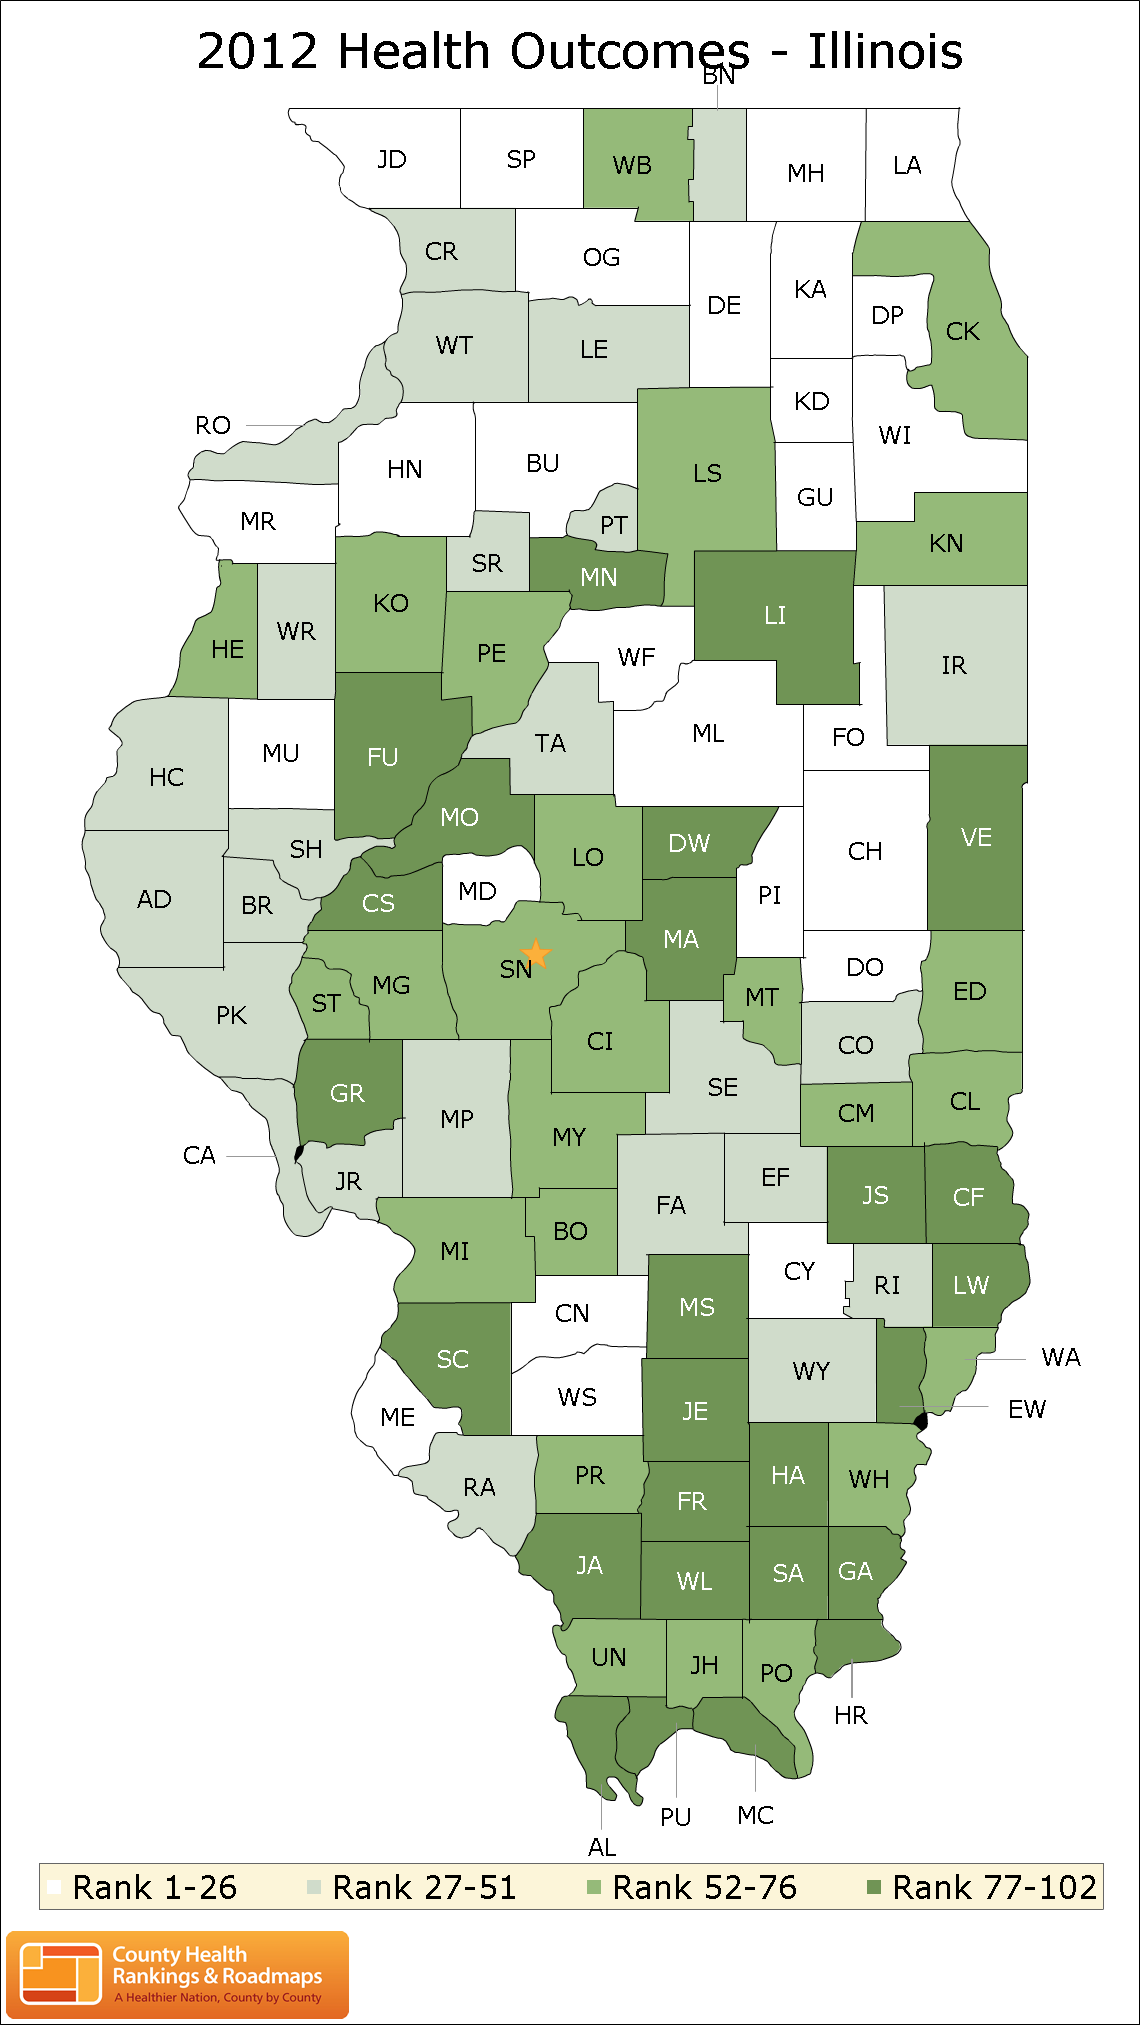 2012 Health Outcomes - Illinois
BN
JD SP WB MH LA
CR OG DE KA DP CK
WT LE
RO HN BU LS KD WI
MR PT GU
SR MN KN
HE WR KO PE WF LI IR
HC MU FU TA ML FO
SH MO LO DW CH VE
AD BR CS MD MA PI
PK ST MG SN CI MT DO ED
GR MP SE CO
CA JR MY CM CL
FA EF JS CF
MI BO CY RI LW
SC CN MS
ME WS JE WY WA
EW
RA PR FR HA WH
JA WL SA GA
UN JH PO
HR
AL PU MC
Rank 1-26 Rank 27-51 Rank 52-76 Rank 77-102
County Health
Rankings & Roadmaps
A Healthier Nation, County by County